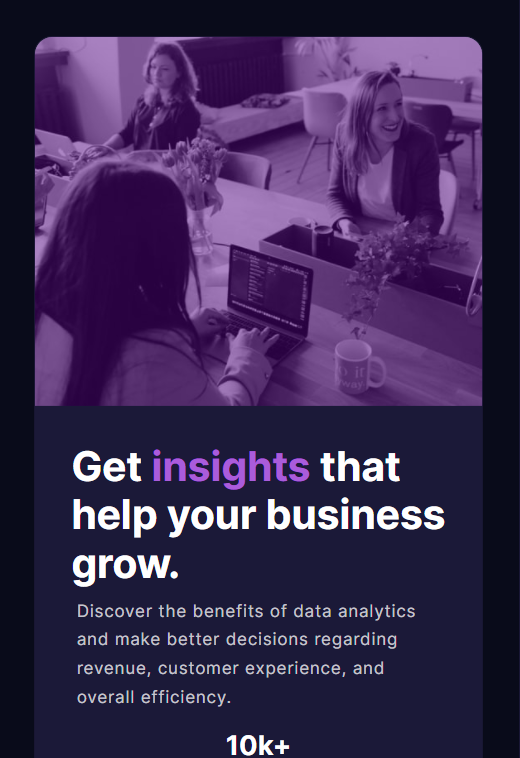 Get insights that
help your business
grow.
Discover the benefits of data analytics
and make better decisions regarding
revenue, customer experience, and
overall efficiency.
10k+